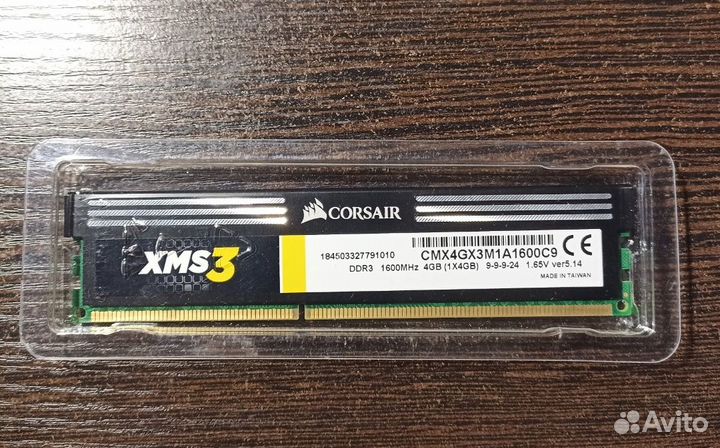 CORSAIR
XMS3
184503327791010 CMX4GX3M1A1600C9 CE
DDR3 1600MHz 4GB (1X4GB) 9-9-9-24 1.65V ver5.14
MADE IN TAIWAN
Avito